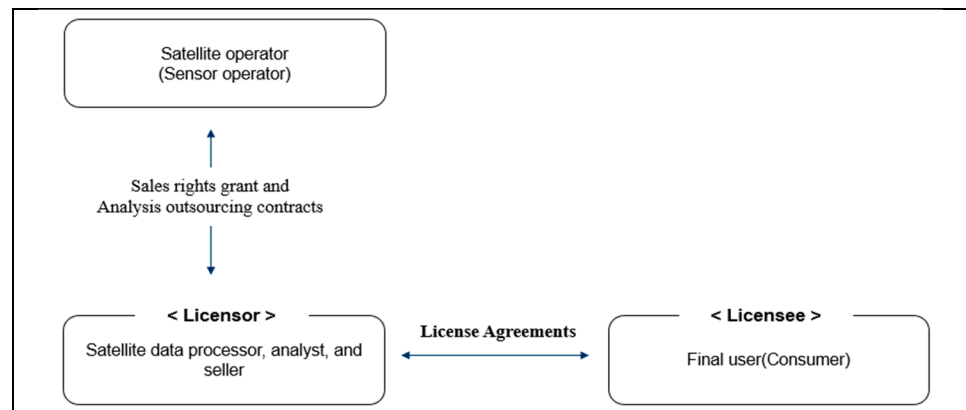 Satellite operator
(Sensor operator)
Sales rights grant and
Analysis outsourcing contracts
< Licensor >
Satellite data processor, analyst, and
seller
License Agreements
< Licensee >
Final user(Consumer)